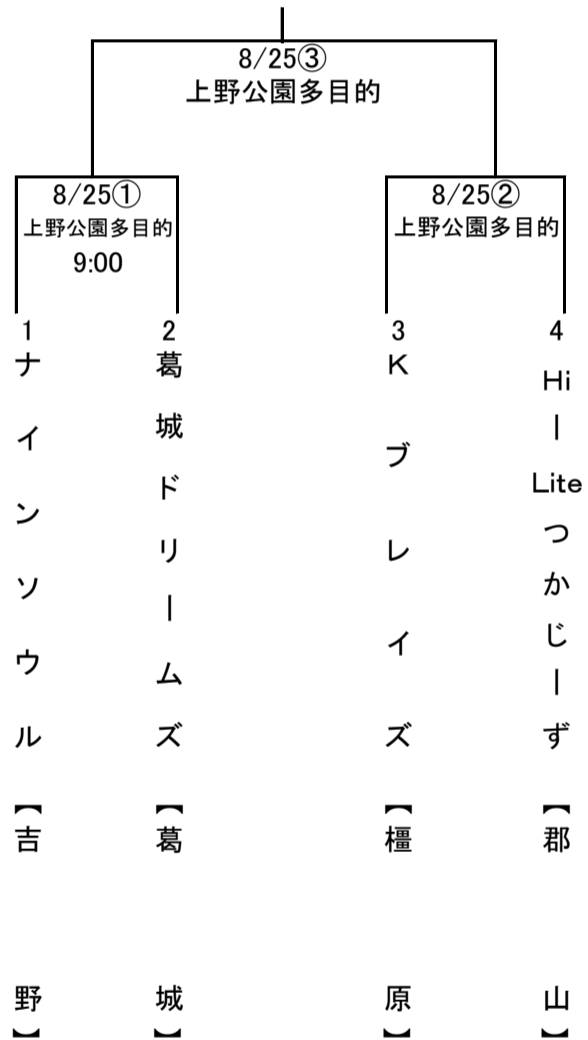 8/25③
上野公園多目的
8/25①
上野公園多目的
9:00
8/25②
上野公園多目的
1
ナインソウル【吉野】
2
葛城ドリームズ【葛城】
3
Kブレイズ【橿原】
4
HiーLiteつかじーず【郡山】